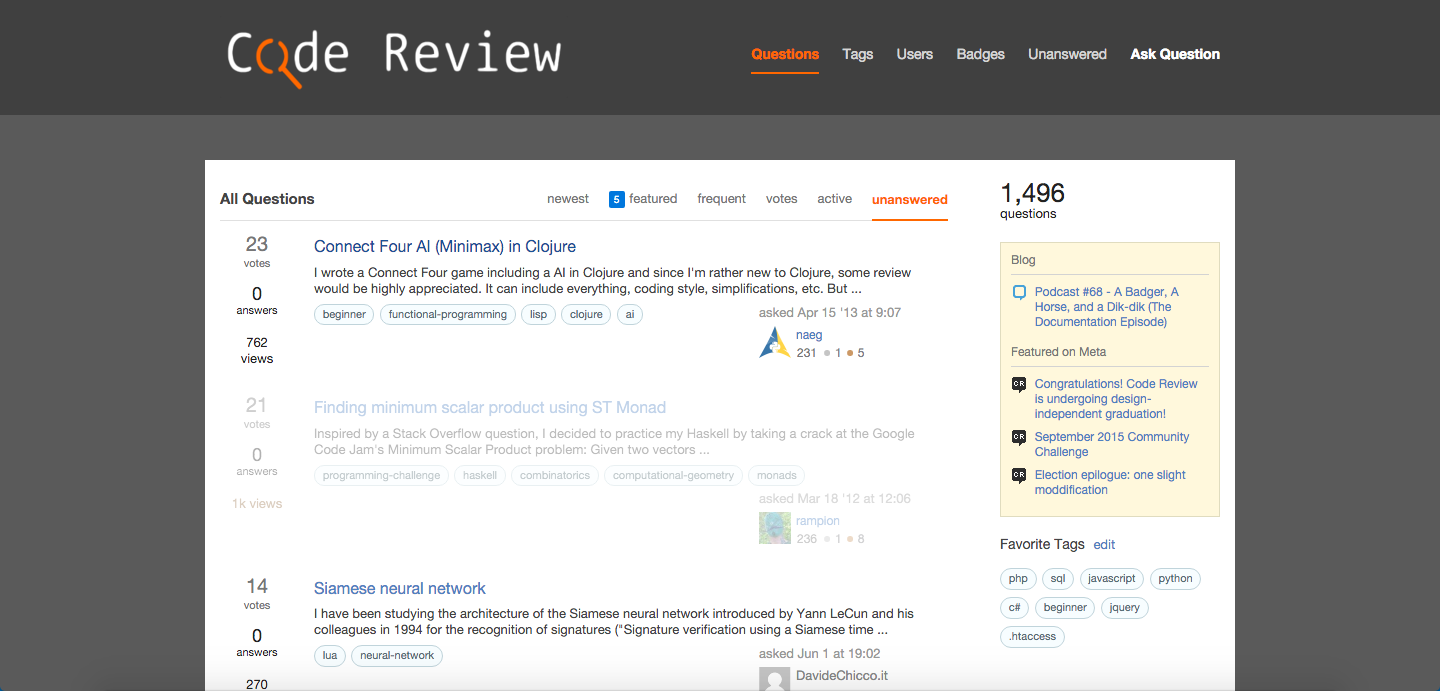 Code Review
Questions Tags Users Badges Unanswered Ask Question
All Questions
newest 5 featured frequent votes active unanswered
23
votes
0
answers
762
views
Connect Four AI (Minimax) in Clojure
I wrote a Connect Four game including a AI in Clojure and since I'm rather new to Clojure, some review
would be highly appreciated. It can include everything, coding style, simplifications, etc. But ...
beginner functional-programming lisp clojure ai
asked Apr 15 '13 at 9:07
naeg
231 1 5
21
votes
0
answers
1k views
Finding minimum scalar product using ST Monad
Inspired by a Stack Overflow question, I decided to practice my Haskell by taking a crack at the Google
Code Jam's Minimum Scalar Product problem: Given two vectors ...
programming-challenge haskell combinatorics computational-geometry monads
asked Mar 18 '12 at 12:06
rampion
236 1 8
14
votes
0
answers
270
Siamese neural network
I have been studying the architecture of the Siamese neural network introduced by Yann LeCun and his
colleagues in 1994 for the recognition of signatures ("Signature verification using a Siamese time ...
lua neural-network
asked Jun 1 at 19:02
DavideChicco.it
1,496
questions
Blog
Podcast #68 - A Badger, A
Horse, and a Dik-dik (The
Documentation Episode)
Featured on Meta
CR
Congratulations! Code Review
is undergoing design-
independent graduation!
CR
September 2015 Community
Challenge
CR
Election epilogue: one slight
moddification
Favorite Tags edit
php sql javascript python
c# beginner jquery
.htaccess